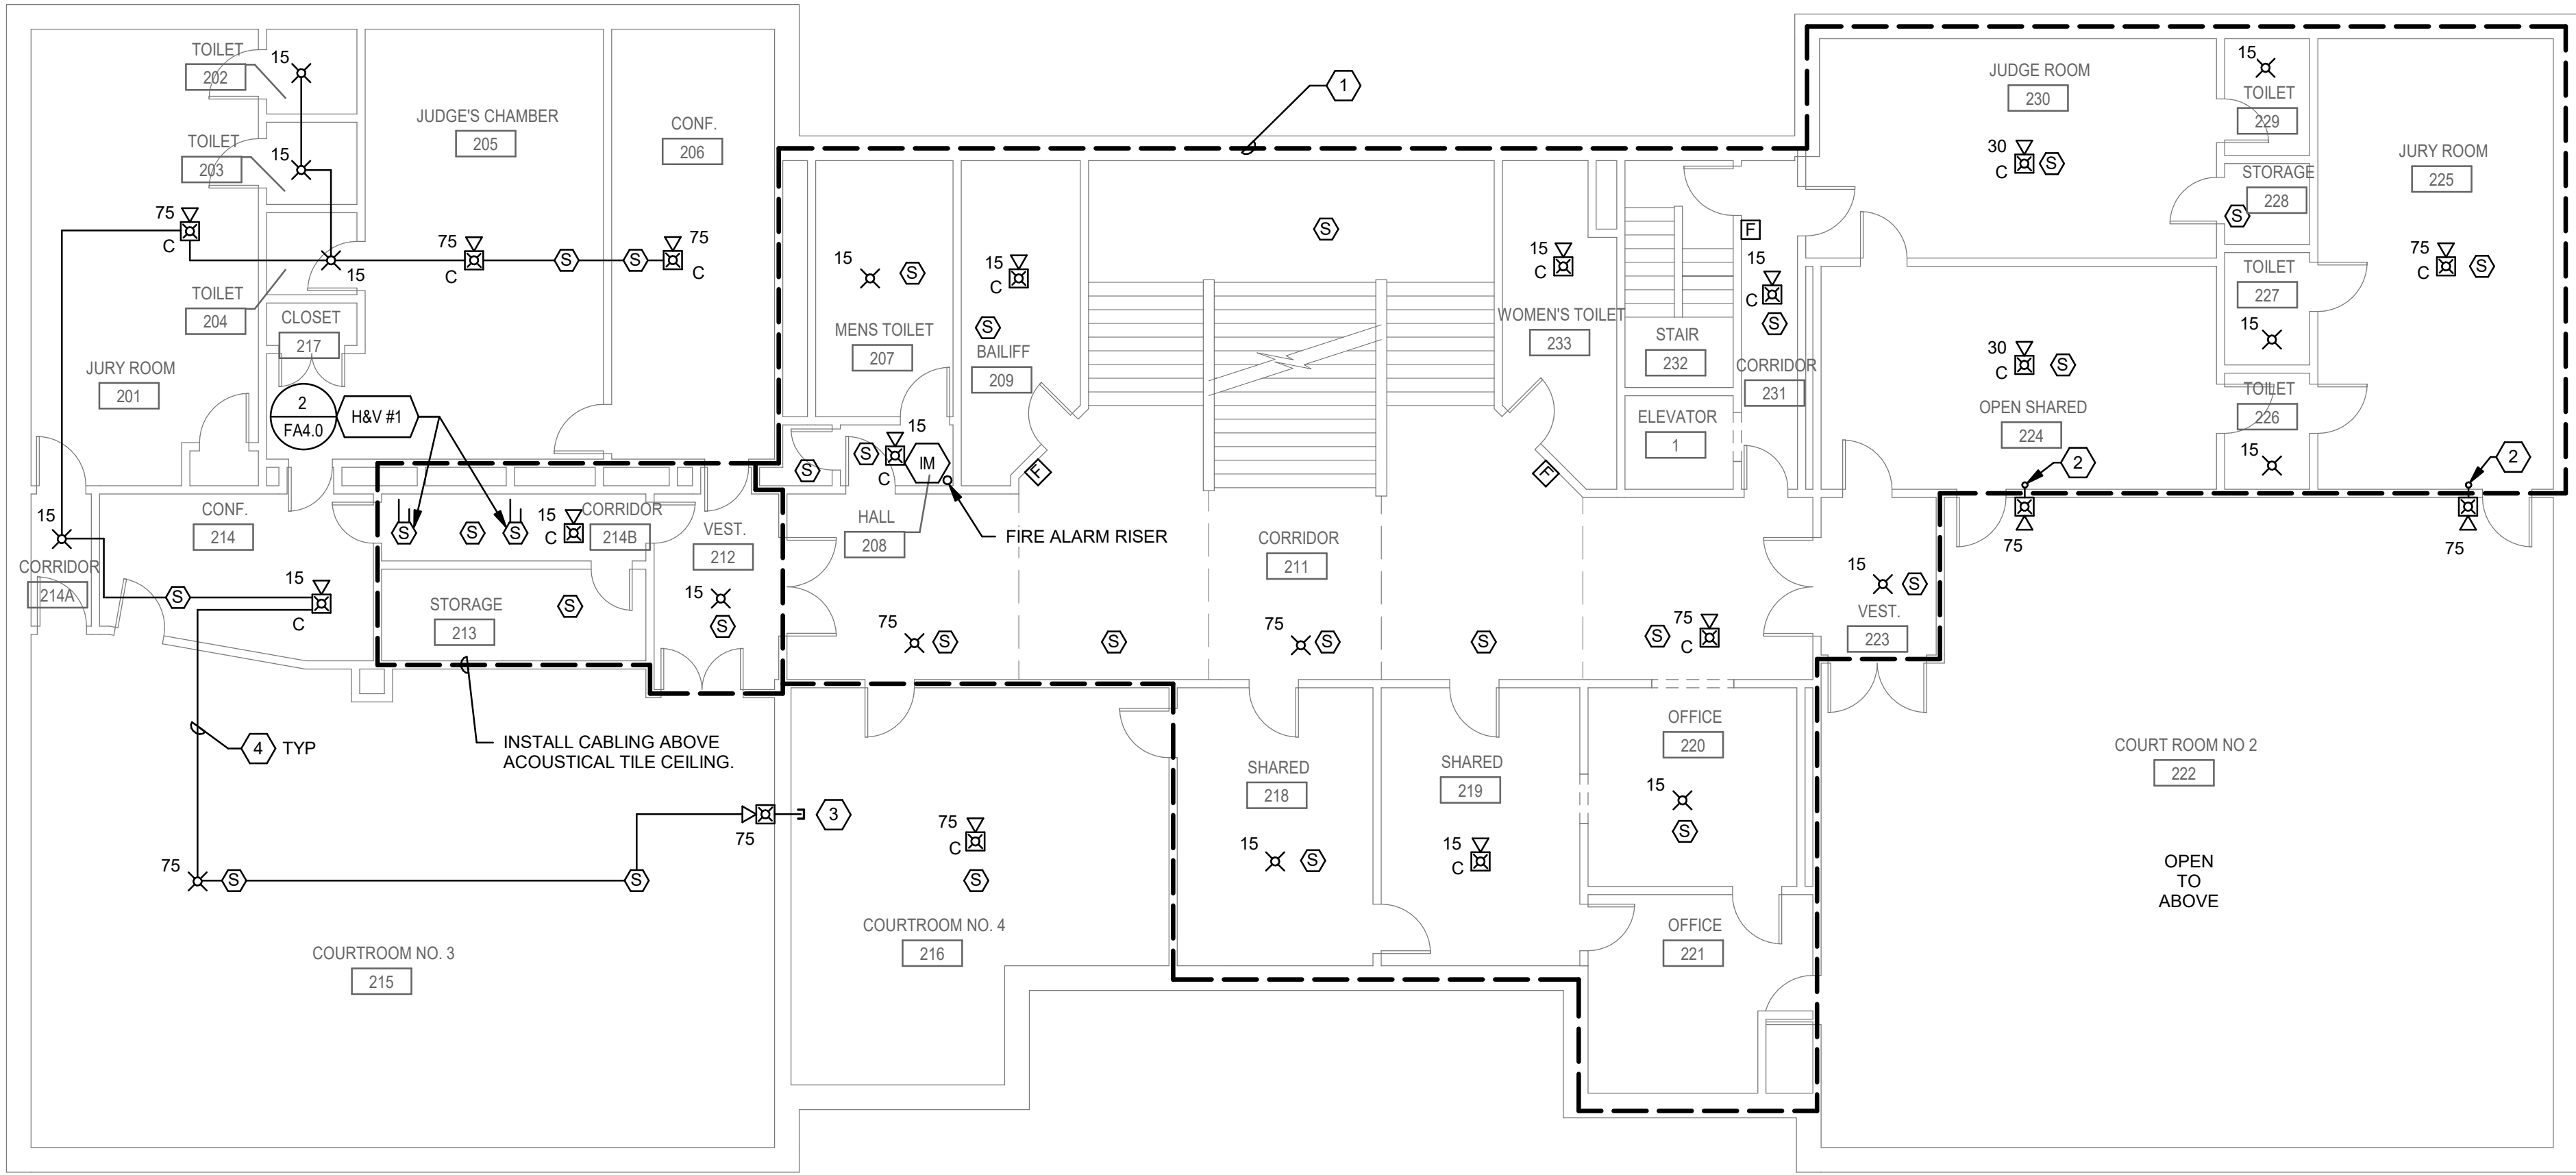 TOILET
202
15
TOILET
203
15
JUDGE'S CHAMBER
205
CONF.
206
75
C
15
75
C
S
S
75
C
TOILET
204
CLOSET
217
JURY ROOM
201
2
FA4.0
H&V #1
1
15
S
MENS TOILET
207
15
C
S
BAILIFF
209
S
15
C
WOMEN'S TOILET
233
F
15
C
S
STAIR
232
CORRIDOR
231
ELEVATOR
1
JUDGE ROOM
230
30
C
S
15
TOILET
229
STORAGE
228
S
JURY ROOM
225
75
C
S
TOILET
227
15
30
C
S
OPEN SHARED
224
TOILET
226
15
2
2
75
75
15
CONF.
214
CORRIDOR
214A
S
15
C
S
S
S
15
C
CORRIDOR
214B
VEST.
212
15
S
STORAGE
213
S
S
S
15
C
IM
F
F
HALL
208
FIRE ALARM RISER
CORRIDOR
211
75
S
S
75
S
S
S
75
C
15
S
VEST.
223
4
TYP
INSTALL CABLING ABOVE
ACOUSTICAL TILE CEILING.
75
S
S
75
3
COURTROOM NO. 3
215
75
C
S
COURTROOM NO. 4
216
SHARED
218
15
S
SHARED
219
15
C
OFFICE
220
15
S
OFFICE
221
COURT ROOM NO 2
222
OPEN
TO
ABOVE